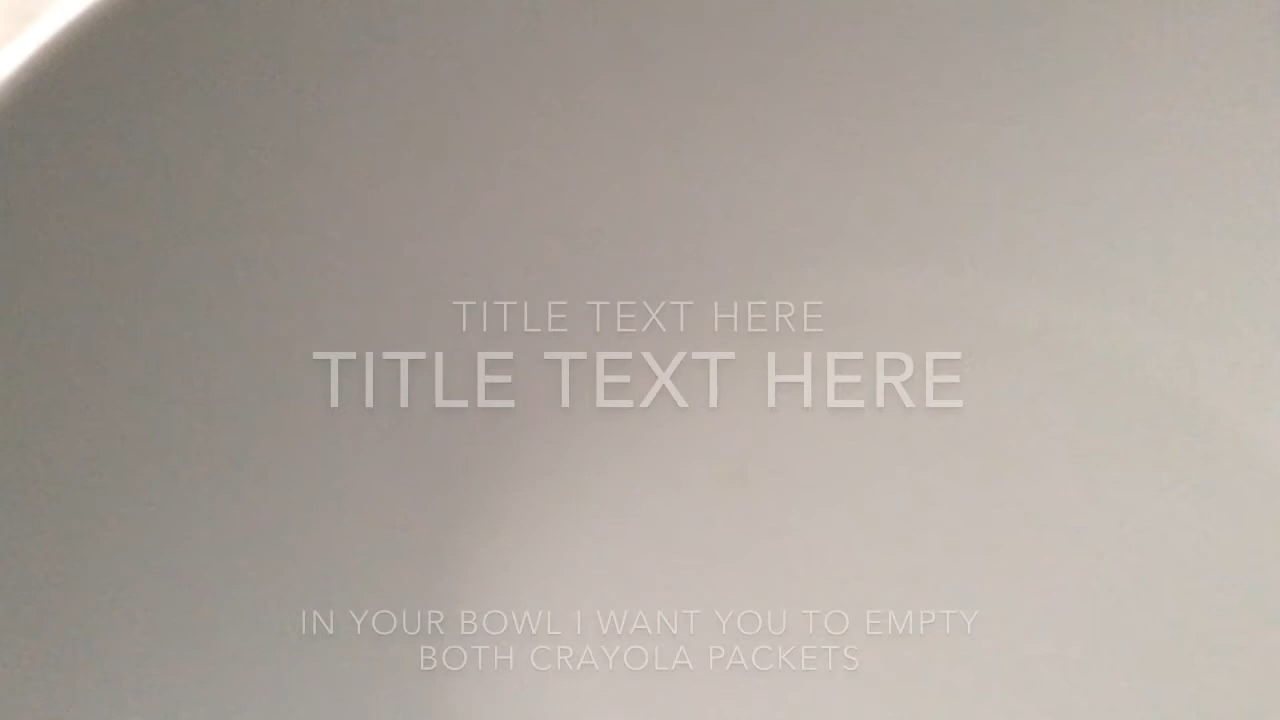 TITLE TEXT HERE
TITLE TEXT HERE
IN YOUR BOWL I WANT YOU TO EMPTY
BOTH CRAYOLA PACKETS